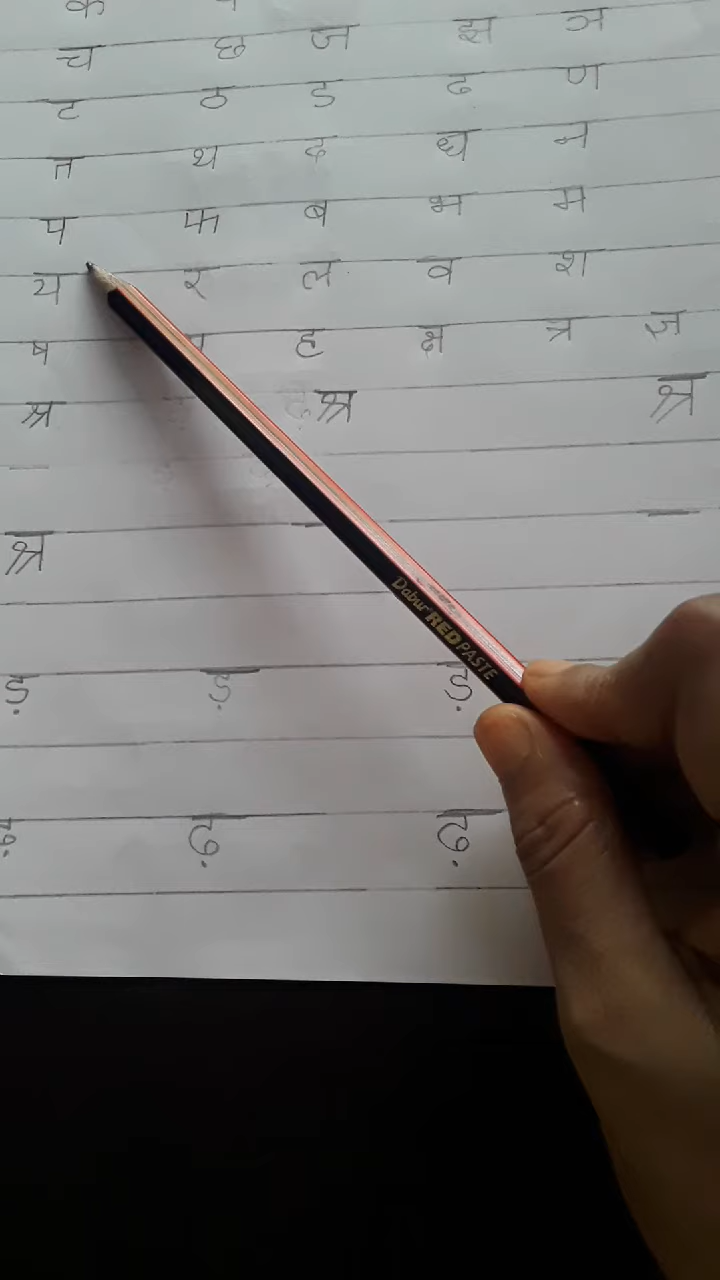 क
च छ ज झ ञ
ट ठ ड ढ ण
त थ द ध न
प फ ब भ म
य र ल व श
ष ह क्ष त्र ज्ञ
श्र श्र श्र
श्र
ड़ ड़ ड़
ढ़ ढ़ ढ़
Dabur RED PASTE